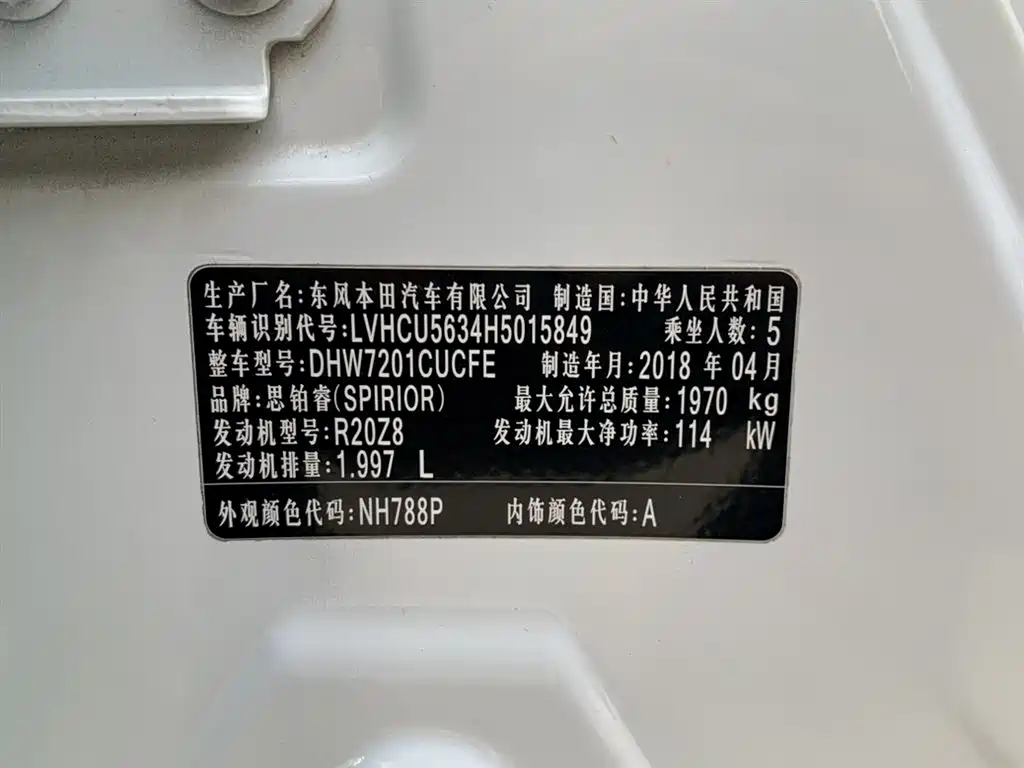 生产厂名:东风本田汽车有限公司 制造国:中华人民共和国
车辆识别代号:LVHCU5634H5015849 乘坐人数:5
整车型号:DHW7201CUCFE 制造年月:2018 年 04 月
品牌:思铂睿(SPIRIOR) 最大允许总质量:1970 kg
发动机型号:R20Z8 发动机最大净功率:114 kW
发动机排量:1.997 L
外观颜色代码:NH788P 内饰颜色代码:A